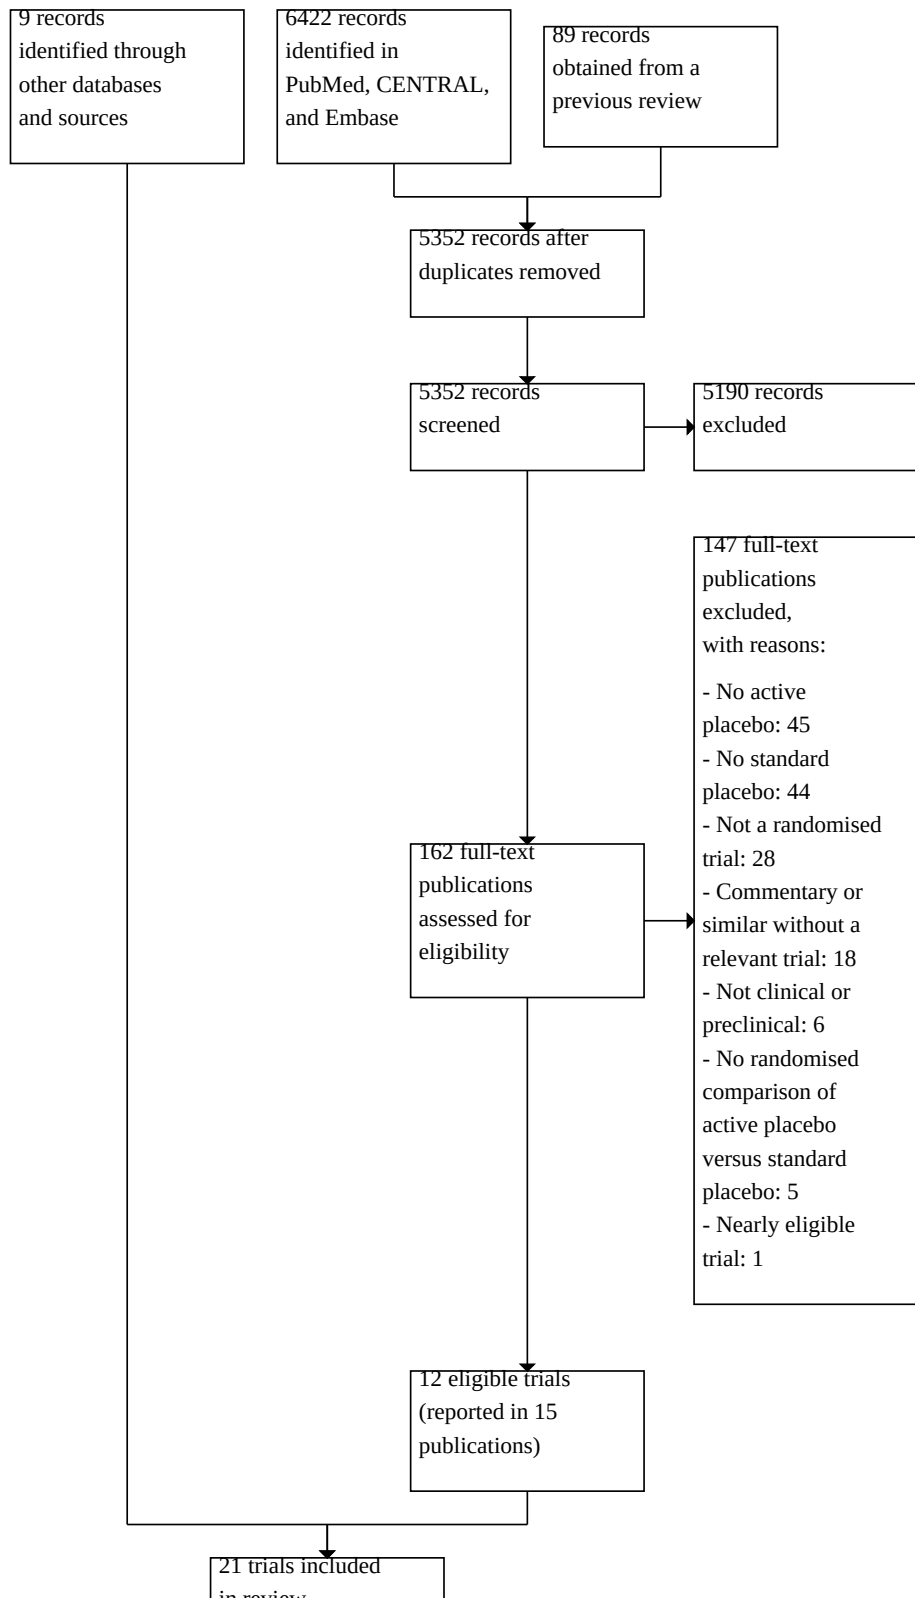 9 records
identified through
other databases
and sources
6422 records
identified in
PubMed, CENTRAL,
and Embase
89 records
obtained from a
previous review
5352 records after
duplicates removed
5352 records
screened
5190 records
excluded
147 full-text
publications
excluded,
with reasons:
- No active
placebo: 45
- No standard
placebo: 44
- Not a randomised
trial: 28
- Commentary or
similar without a
relevant trial: 18
- Not clinical or
preclinical: 6
- No randomised
comparison of
active placebo
versus standard
placebo: 5
- Nearly eligible
trial: 1
162 full-text
publications
assessed for
eligibility
12 eligible trials
(reported in 15
publications)
21 trials included
in review